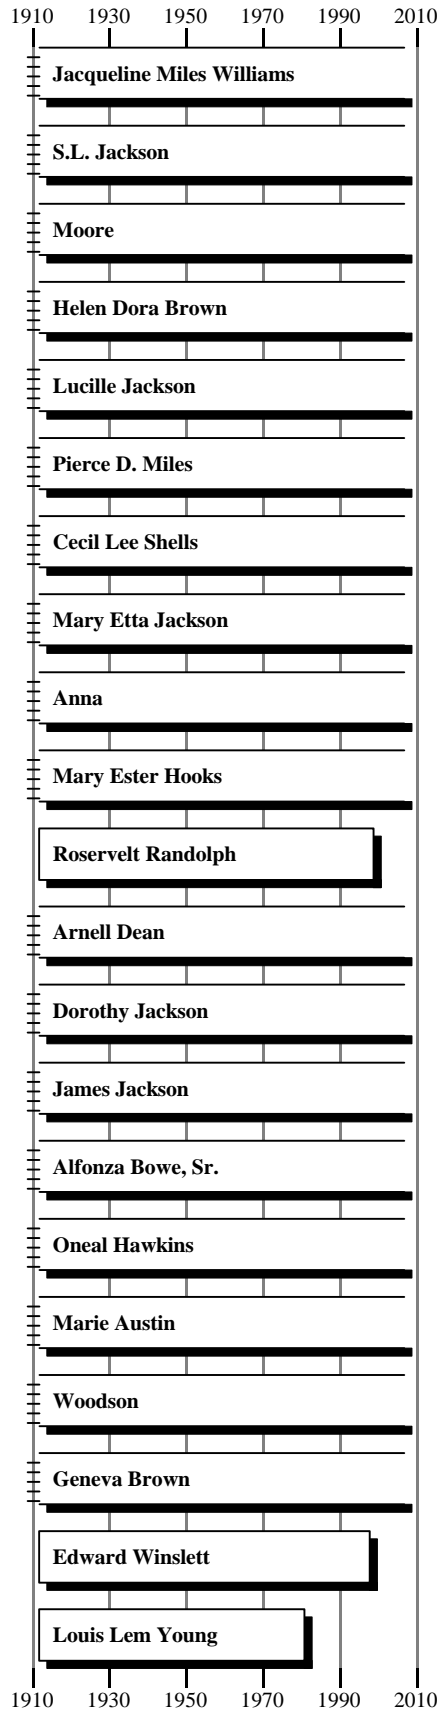 1910 1930 1950 1970 1990 2010
Jacqueline Miles Williams
S.L. Jackson
Moore
Helen Dora Brown
Lucille Jackson
Pierce D. Miles
Cecil Lee Shells
Mary Etta Jackson
Anna
Mary Ester Hooks
Roservelt Randolph
Arnell Dean
Dorothy Jackson
James Jackson
Alfonza Bowe, Sr.
Oneal Hawkins
Marie Austin
Woodson
Geneva Brown
Edward Winslett
Louis Lem Young
1910 1930 1950 1970 1990 2010